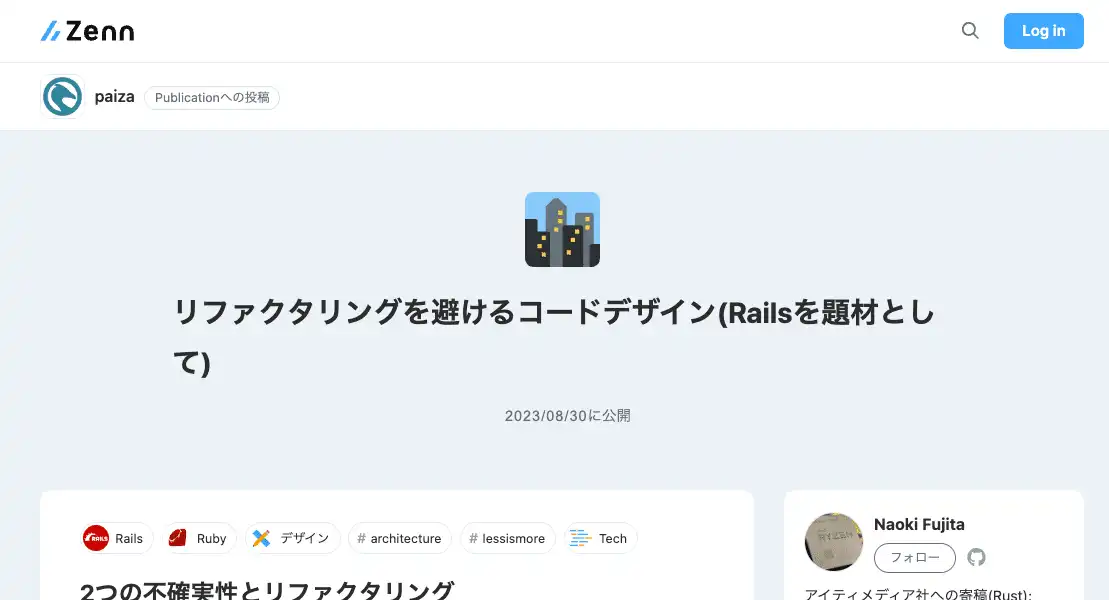 Zenn
Log in
paiza
Publicationへの投稿
リファクタリングを避けるコードデザイン(Railsを題材とし
て)
2023/08/30に公開
Rails
Ruby
デザイン
# architecture
# lessismore
Tech
2つの不確実性とリファクタリング
Naoki Fujita
フォロー
アイティメディア社への寄稿(Rust):